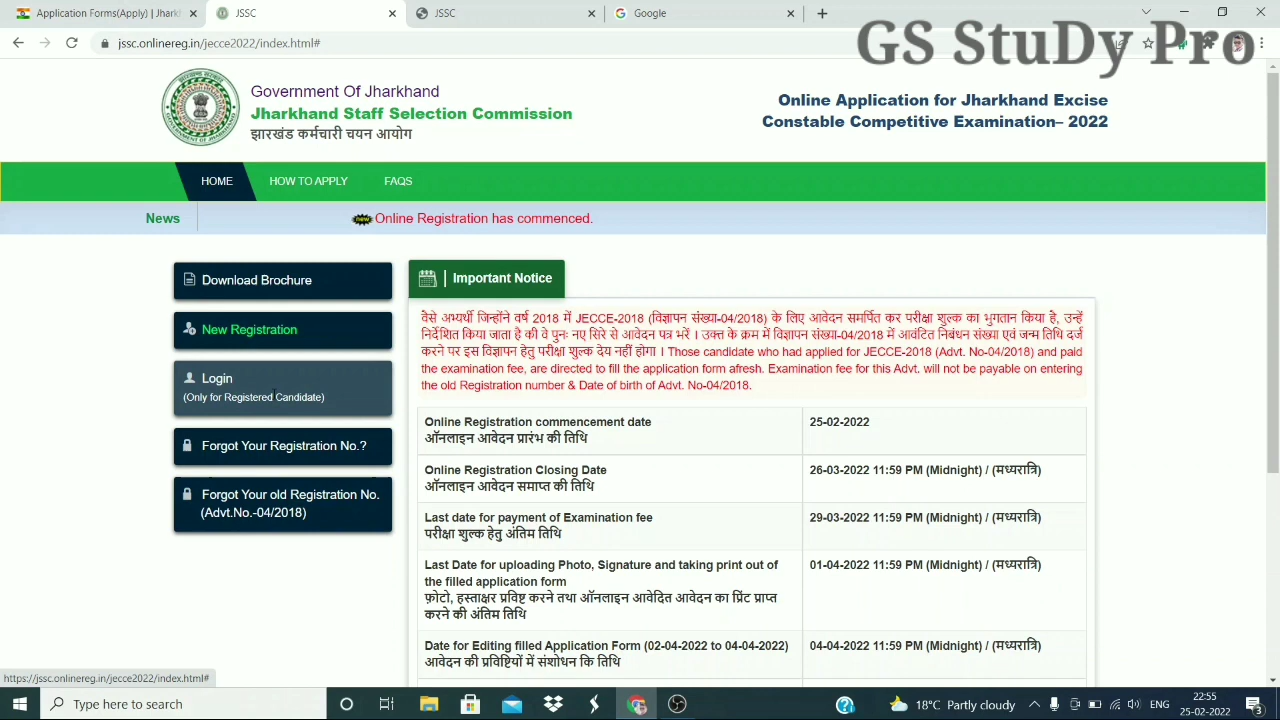 Application Forms(Apply) | Jhark
JSSC
JSSC
Google
jssc.onlinereg.in/jecce2022/index.html#
GS StuDy Pro
Government Of Jharkhand
Jharkhand Staff Selection Commission
झारखंड कर्मचारी चयन आयोग
Online Application for Jharkhand Excise
Constable Competitive Examination– 2022
HOME
HOW TO APPLY
FAQS
News
new Online Registration has commenced.
Download Brochure
New Registration
Login
(Only for Registered Candidate)
Forgot Your Registration No.?
Forgot Your old Registration No.
(Advt.No.-04/2018)
Important Notice
वैसे अभ्यर्थी जिन्होंने वर्ष 2018 में JECCE-2018 (विज्ञापन संख्या-04/2018) के लिए आवेदन समर्पित कर परीक्षा शुल्क का भुगतान किया है, उन्हें
निर्देशित किया जाता है की वे पुनः नए सिरे से आवेदन पत्र भरें । उक्त के क्रम में विज्ञापन संख्या-04/2018 में आवंटित निबंधन संख्या एवं जन्म तिथि दर्ज
करने पर इस विज्ञापन हेतु परीक्षा शुल्क देय नहीं होगा । Those candidate who had applied for JECCE-2018 (Advt. No-04/2018) and paid
the examination fee, are directed to fill the application form afresh. Examination fee for this Advt. will not be payable on entering
the old Registration number & Date of birth of Advt. No-04/2018.
Online Registration commencement date
ऑनलाइन आवेदन प्रारंभ की तिथि
25-02-2022
Online Registration Closing Date
ऑनलाइन आवेदन समाप्त की तिथि
26-03-2022 11:59 PM (Midnight) / (मध्यरात्रि)
Last date for payment of Examination fee
परीक्षा शुल्क हेतु अंतिम तिथि
29-03-2022 11:59 PM (Midnight) / (मध्यरात्रि)
Last Date for uploading Photo, Signature and taking print out of
the filled application form
फ़ोटो, हस्ताक्षर प्रविष्ट करने तथा ऑनलाइन आवेदित आवेदन का प्रिंट प्राप्त
करने की अंतिम तिथि
01-04-2022 11:59 PM (Midnight) / (मध्यरात्रि)
Date for Editing filled Application Form (02-04-2022 to 04-04-2022)
आवेदन की प्रविष्टियों में संशोधन कि तिथि
04-04-2022 11:59 PM (Midnight) / (मध्यरात्रि)
https://jssc.onlinereg.in/jecce2022/index.html#
Type here to search
18°C Partly cloudy
ENG
22:55
25-02-2022
3